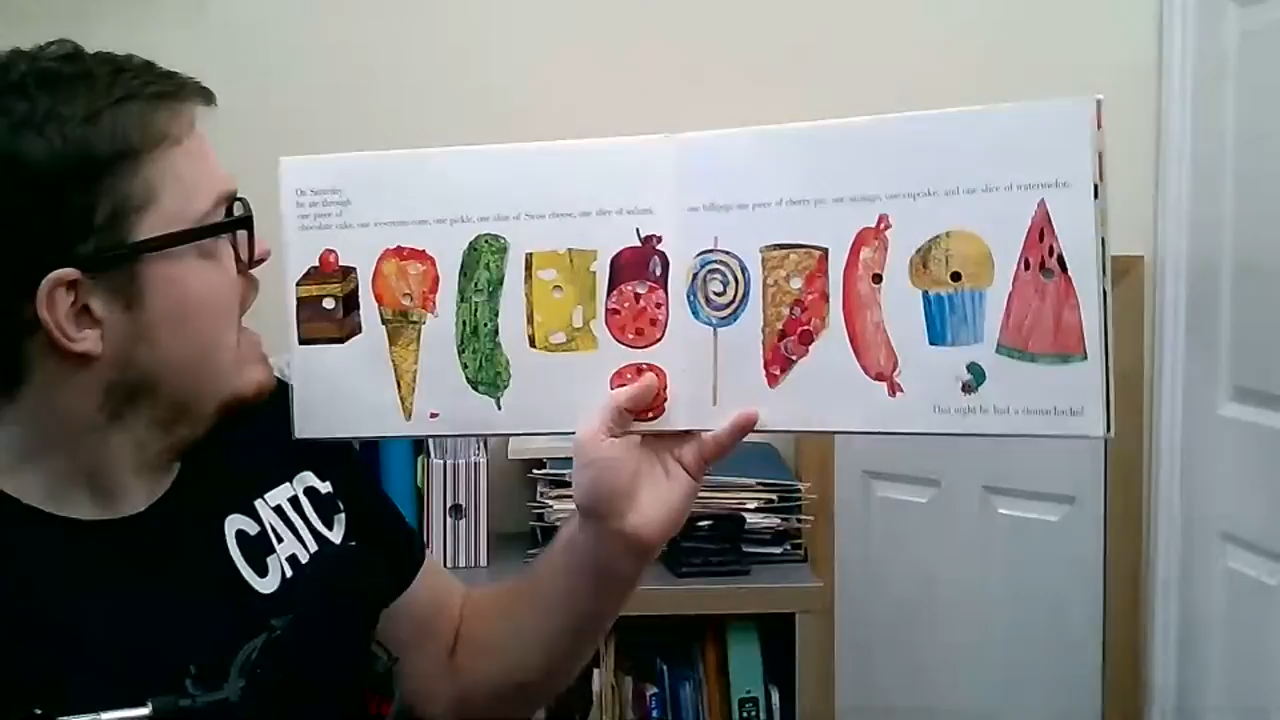 On Saturday
he ate through
one piece of
chocolate cake, one ice-cream cone, one pickle, one slice of Swiss cheese, one slice of salami,
one lollipop, one piece of cherry pie, one sausage, one cupcake, and one slice of watermelon.
That night he had a stomachache!
CATC